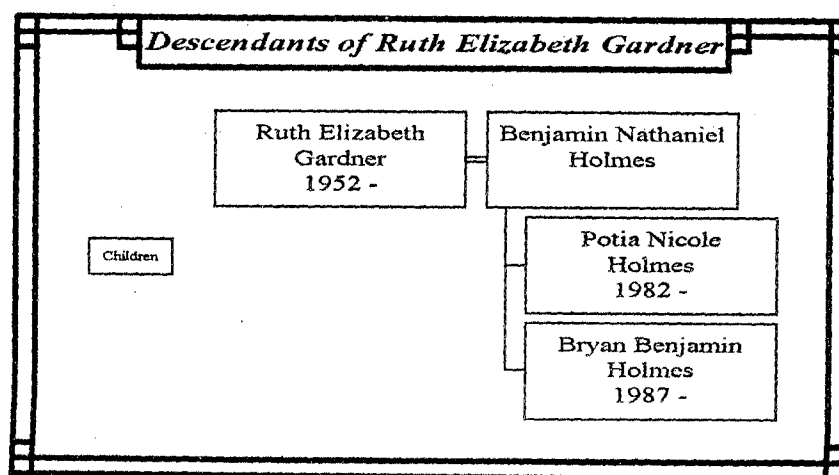 Descendants of Ruth Elizabeth Gardner
Ruth Elizabeth
Gardner
1952 -
Benjamin Nathaniel
Holmes
Children
Potia Nicole
Holmes
1982 -
Bryan Benjamin
Holmes
1987 -